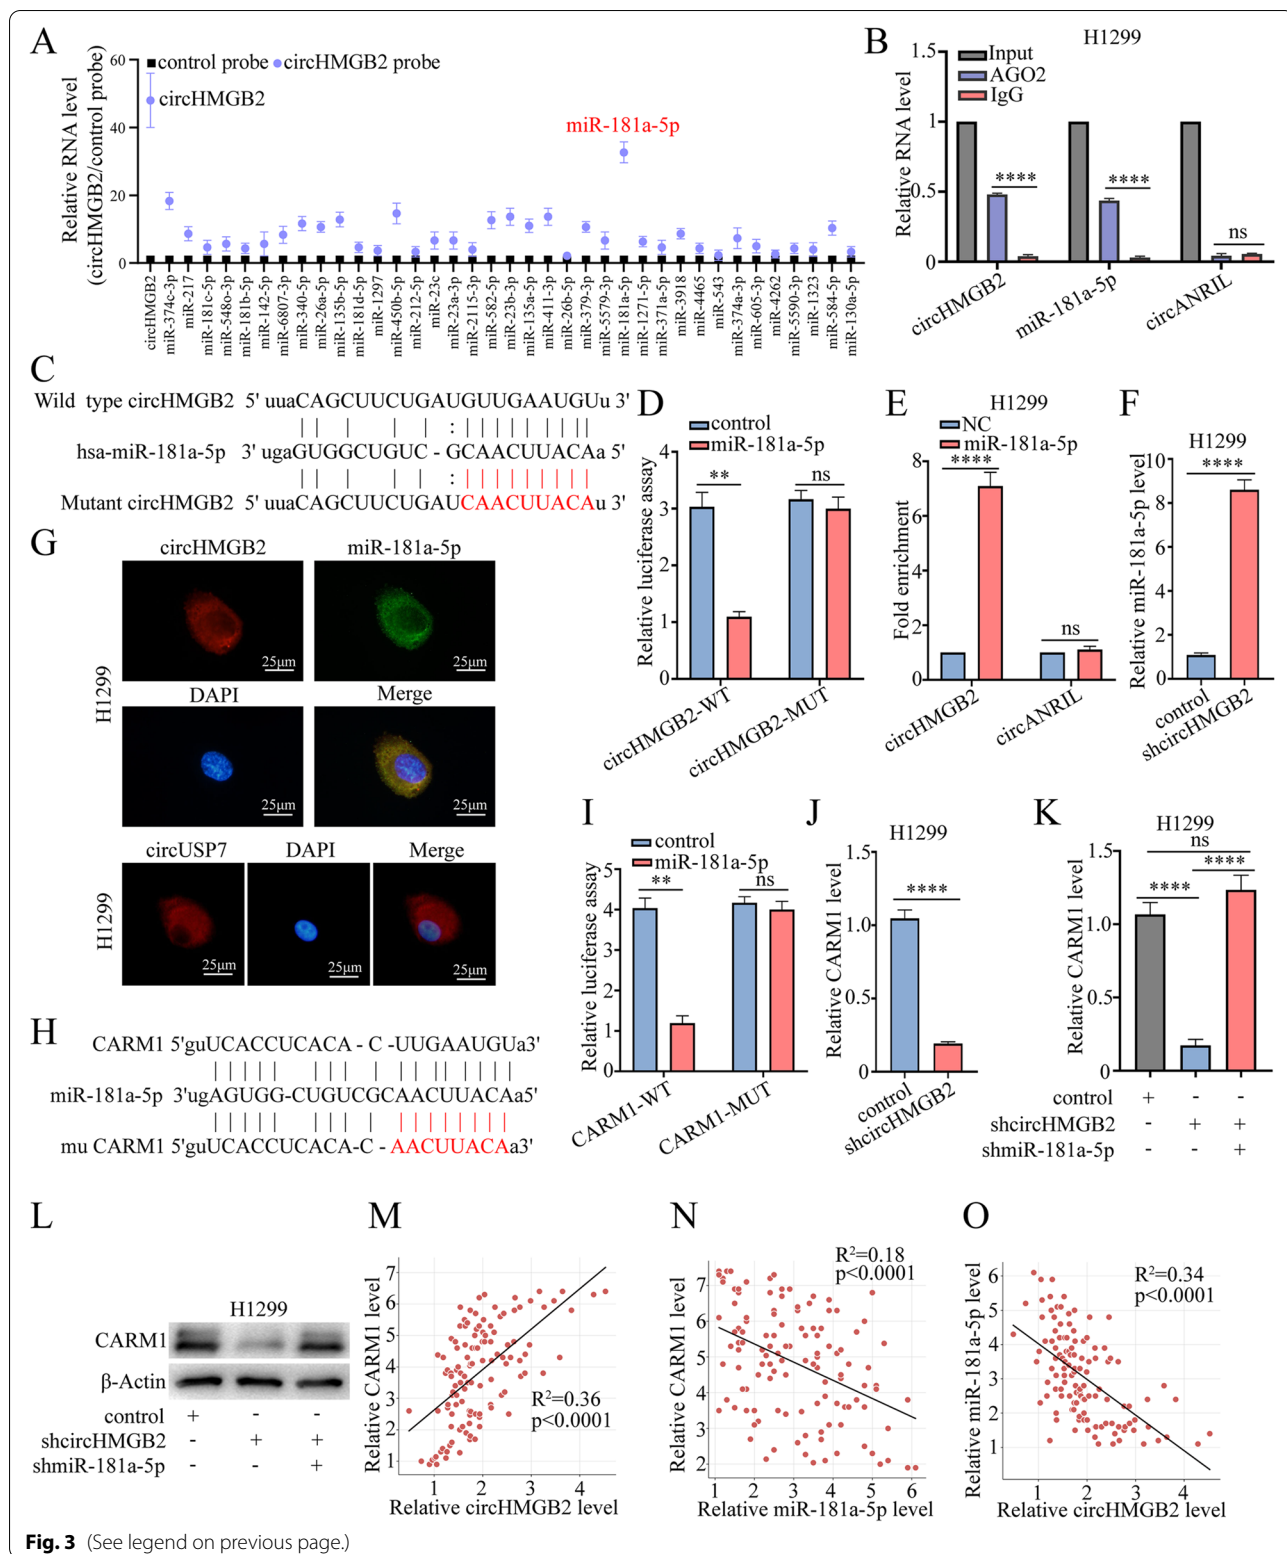 A
Relative RNA level
(circHMGB2/control probe)
60
40
20
0
control probe
circHMGB2 probe
circHMGB2
miR-181a-5p
circHMGB2
miR-374c-3p
miR-217
miR-181c-5p
miR-548o-3p
miR-181b-5p
miR-142-5p
miR-6807-3p
miR-340-5p
miR-26a-5p
miR-135b-5p
miR-181d-5p
miR-1297
miR-4500b-5p
miR-212-5p
miR-23c
miR-23a-3p
miR-2115-3p
miR-582-5p
miR-23b-3p
miR-135a-5p
miR-411-3p
miR-26b-5p
miR-379-3p
miR-5579-3p
miR-181a-5p
miR-1271-5p
miR-371a-5p
miR-3918
miR-4465
miR-543
miR-374a-3p
miR-605-3p
miR-4262
miR-5590-3p
miR-1323
miR-584-5p
miR-130a-5p
B
H1299
Relative RNA level
1.5
1
0.5
0
Input
AGO2
IgG
****
****
ns
circHMGB2
miR-181a-5p
circANRIL
C
Wild type circHMGB2 5' uuaCAGCUUCUGAUGUUGAAUGUu 3'
hsa-miR-181a-5p 3' ugaGUGGCUGUC - GCAACUUACAa 5'
Mutant circHMGB2 5' uuaCAGCUUCUGAUCAACUUACAu 3'
D
control
miR-181a-5p
Relative luciferase assay
4
3
2
1
0
**
ns
circHMGB2-WT
circHMGB2-MUT
E
H1299
NC
miR-181a-5p
Fold enrichment
8
6
4
2
0
****
ns
circHMGB2
circANRIL
F
H1299
Relative miR-181a-5p level
10
8
6
4
2
0
****
control
shcircHMGB2
G
circHMGB2
miR-181a-5p
H1299
25μm
25μm
DAPI
Merge
25μm
25μm
circUSP7
DAPI
Merge
H1299
25μm
25μm
25μm
H
CARM1 5'guUCACCUCACA - C -UUGAAUGUa3'
miR-181a-5p 3'ugAGUGG-CUGUCGCAACUUACAa5'
mu CARM1 5'guUCACCUCACA-C- AACUUACAa3'
I
control
miR-181a-5p
Relative luciferase assay
5
4
3
2
1
0
**
ns
CARM1-WT
CARM1-MUT
J
H1299
Relative CARM1 level
1.5
1.0
0.5
0
****
control
shcircHMGB2
K
H1299
Relative CARM1 level
1.5
1.0
0.5
0
ns
****
****
control + - -
shcircHMGB2 - + +
shmiR-181a-5p - - +
L
H1299
CARM1
β-Actin
control + - -
shcircHMGB2 - + +
shmiR-181a-5p - - +
M
Relative CARM1 level
7
6
5
4
3
2
1
R²=0.36
p<0.0001
1 2 3 4
Relative circHMGB2 level
N
Relative CARM1 level
7
6
5
4
3
2
R²=0.18
p<0.0001
1 2 3 4 5 6
Relative miR-181a-5p level
O
Relative miR-181a-5p level
6
5
4
3
2
1
R²=0.34
p<0.0001
1 2 3 4
Relative circHMGB2 level
Fig. 3 (See legend on previous page.)